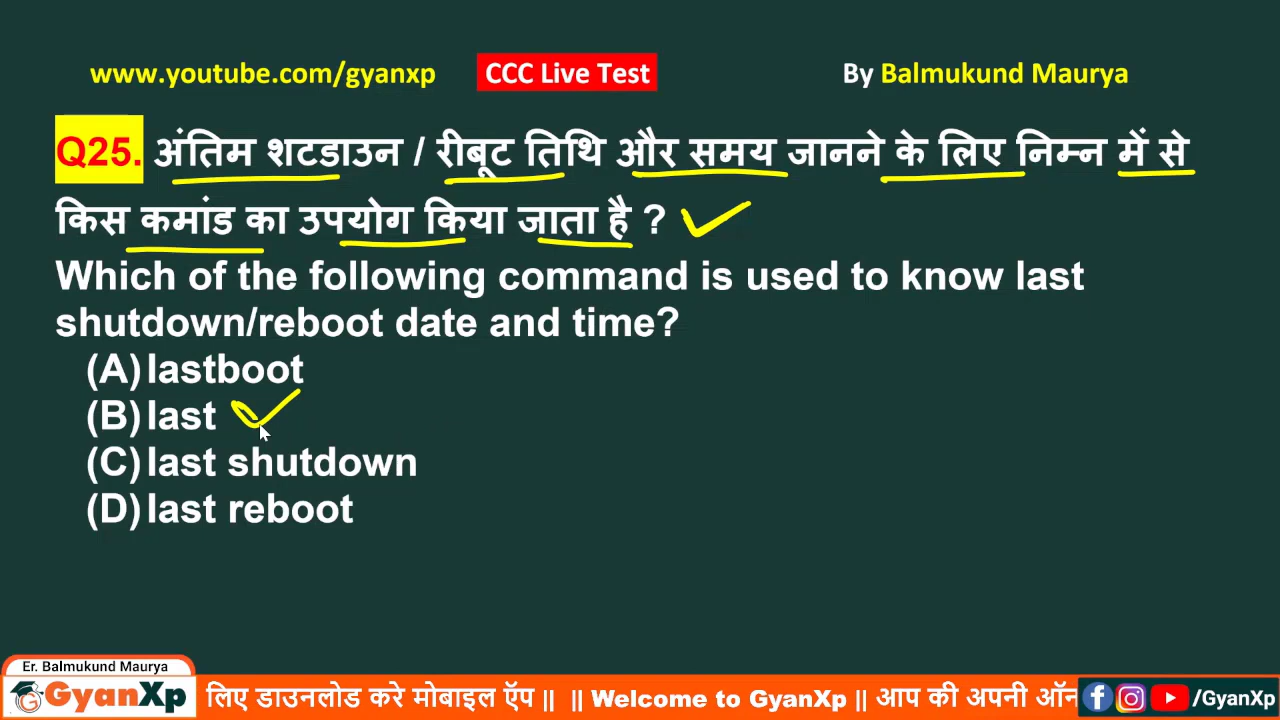 www.youtube.com/gyanxp CCC Live Test By Balmukund Maurya
Q25. अंतिम शटडाउन / रीबूट तिथि और समय जानने के लिए निम्न में से
किस कमांड का उपयोग किया जाता है ?
Which of the following command is used to know last
shutdown/reboot date and time?
(A) lastboot
(B) last
(C) last shutdown
(D) last reboot
Er. Balmukund Maurya
GyanXp लिए डाउनलोड करे मोबाइल ऍप || || Welcome to GyanXp || आप की अपनी ऑन /GyanXp